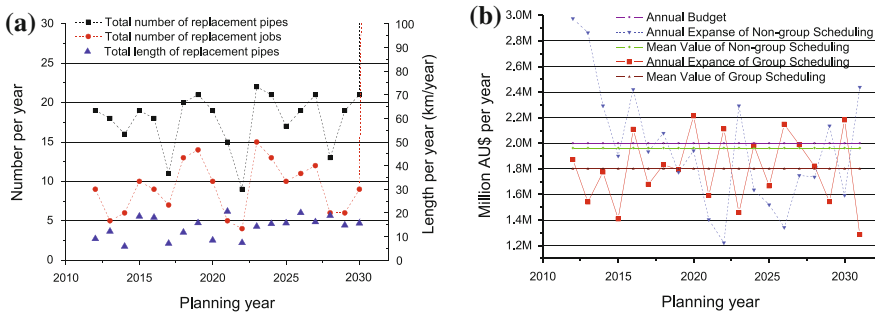 (a)
Total number of replacement pipes
Total number of replacement jobs
Total length of replacement pipes
Number per year
30
25
20
15
10
5
0
2010
2015
2020
2025
2030
Planning year
100
90
80
70
60
50
40
30
20
10
0
Length per year (km/year)
(b)
Annual Budget
Annual Expanse of Non-group Scheduling
Mean Value of Non-group Scheduling
Annual Expance of Group Scheduling
Mean Value of Group Scheduling
Million AU$ per year
3.0M
2.8M
2.6M
2.4M
2.2M
2.0M
1.8M
1.6M
1.4M
1.2M
2010
2015
2020
2025
2030
Planning year